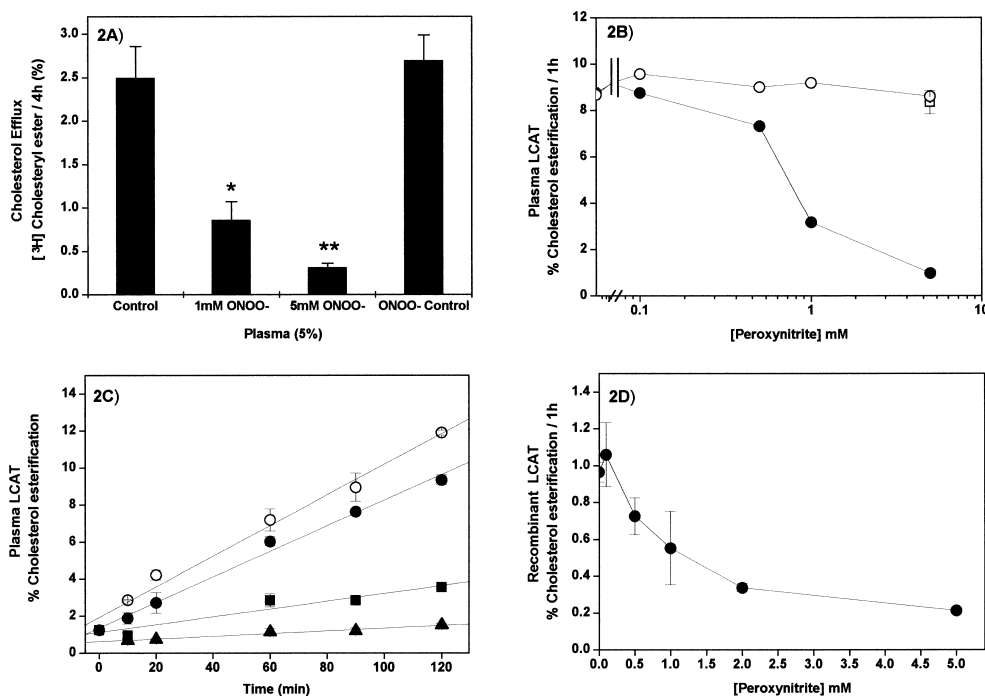 2A)
Cholesterol Efflux
[³H] Cholesteryl ester / 4h (%)
3.0
2.5
2.0
1.5
1.0
0.5
0.0
*
**
Control
1mM ONOO-
5mM ONOO-
ONOO- Control
Plasma (5%)
2B)
Plasma LCAT
% Cholesterol esterification / 1h
12
10
8
6
4
2
0
0.1
1
10
[Peroxynitrite] mM
2C)
Plasma LCAT
% Cholesterol esterification
14
12
10
8
6
4
2
0
0
20
40
60
80
100
120
Time (min)
2D)
Recombinant LCAT
% Cholesterol esterification / 1h
1.4
1.2
1.0
0.8
0.6
0.4
0.2
0.0
0.0
0.5
1.0
1.5
2.0
2.5
3.0
3.5
4.0
4.5
5.0
[Peroxynitrite] mM